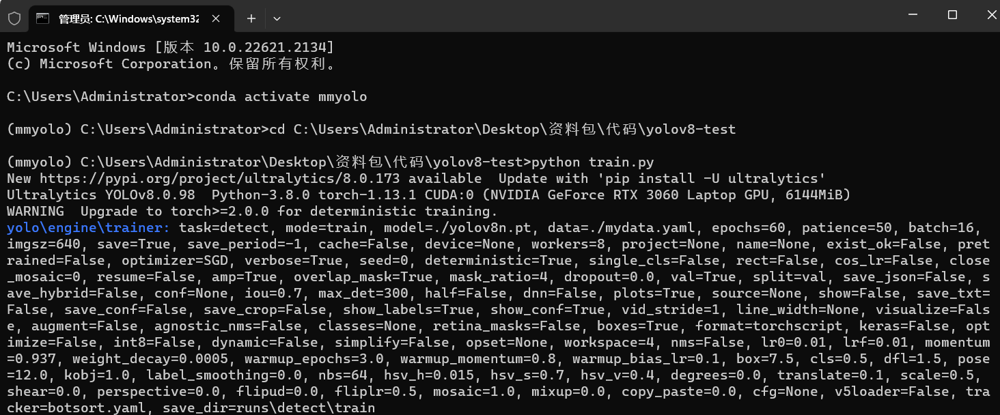 管理员: C:\Windows\system32
Microsoft Windows [版本 10.0.22621.2134]
(c) Microsoft Corporation。保留所有权利。
C:\Users\Administrator>conda activate mmyolo
(mmyolo) C:\Users\Administrator>cd C:\Users\Administrator\Desktop\资料包\代码\yolov8-test
(mmyolo) C:\Users\Administrator\Desktop\资料包\代码\yolov8-test>python train.py
New https://pypi.org/project/ultralytics/8.0.173 available  Update with 'pip install -U ultralytics'
Ultralytics YOLOv8.0.98  Python-3.8.0 torch-1.13.1 CUDA:0 (NVIDIA GeForce RTX 3060 Laptop GPU, 6144MiB)
WARNING  Upgrade to torch>=2.0.0 for deterministic training.
yolo\engine\trainer: task=detect, mode=train, model=./yolov8n.pt, data=./mydata.yaml, epochs=60, patience=50, batch=16,
imgsz=640, save=True, save_period=-1, cache=False, device=None, workers=8, project=None, name=None, exist_ok=False, pret
rained=False, optimizer=SGD, verbose=True, seed=0, deterministic=True, single_cls=False, rect=False, cos_lr=False, close
_mosaic=0, resume=False, amp=True, overlap_mask=True, mask_ratio=4, dropout=0.0, val=True, split=val, save_json=False, s
ave_hybrid=False, conf=None, iou=0.7, max_det=300, half=False, dnn=False, plots=True, source=None, show=False, save_txt=
False, save_conf=False, save_crop=False, show_labels=True, show_conf=True, vid_stride=1, line_width=None, visualize=Fals
e, augment=False, agnostic_nms=False, classes=None, retina_masks=False, boxes=True, format=torchscript, keras=False, opt
imize=False, int8=False, dynamic=False, simplify=False, opset=None, workspace=4, nms=False, lr0=0.01, lrf=0.01, momentum
=0.937, weight_decay=0.0005, warmup_epochs=3.0, warmup_momentum=0.8, warmup_bias_lr=0.1, box=7.5, cls=0.5, dfl=1.5, pose
=12.0, kobj=1.0, label_smoothing=0.0, nbs=64, hsv_h=0.015, hsv_s=0.7, hsv_v=0.4, degrees=0.0, translate=0.1, scale=0.5,
shear=0.0, perspective=0.0, flipud=0.0, fliplr=0.5, mosaic=1.0, mixup=0.0, copy_paste=0.0, cfg=None, v5loader=False, tra
cker=botsort.yaml, save_dir=runs\detect\train